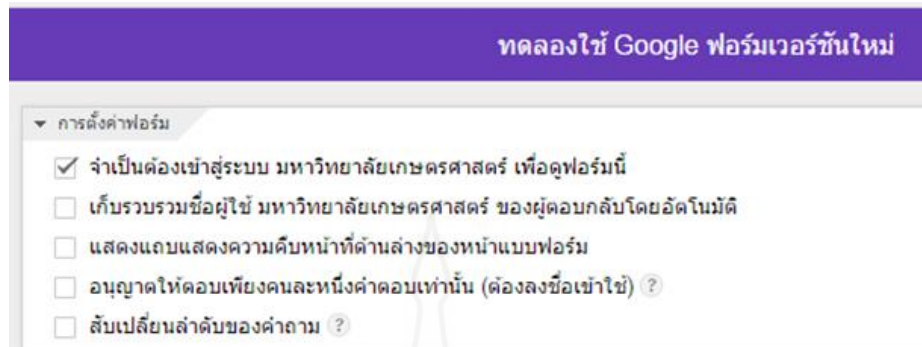 ทดลองใช้ Google ฟอร์มเวอร์ชันใหม่
การตั้งค่าฟอร์ม
จำเป็นต้องเข้าสู่ระบบ มหาวิทยาลัยเกษตรศาสตร์ เพื่อดูฟอร์มนี้
เก็บรวบรวมชื่อผู้ใช้ มหาวิทยาลัยเกษตรศาสตร์ ของผู้ตอบกลับโดยอัตโนมัติ
แสดงแถบแสดงความคืบหน้าที่ด้านล่างของหน้าแบบฟอร์ม
อนุญาตให้ตอบเพียงคนละหนึ่งคำตอบเท่านั้น (ต้องลงชื่อเข้าใช้) ?
สับเปลี่ยนลำดับของคำถาม ?